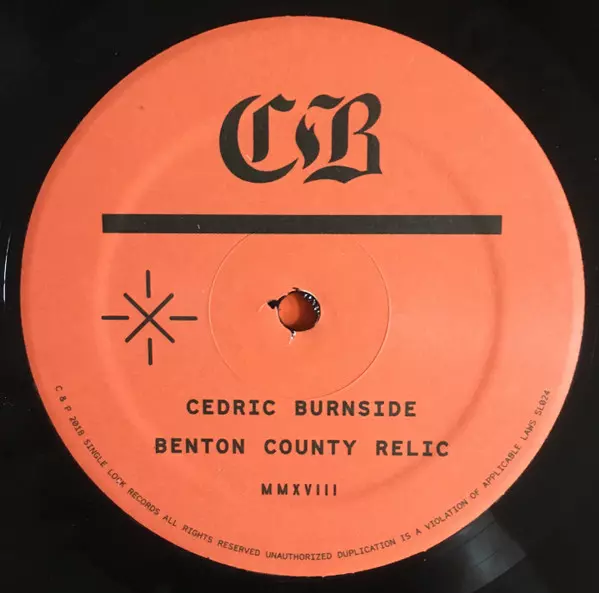 CB
CEDRIC BURNSIDE
BENTON COUNTY RELIC
MMXVIII
C & P 2018 SINGLE LOCK RECORDS ALL RIGHTS RESERVED UNAUTHORIZED DUPLICATION IS A VIOLATION OF APPLICABLE LAWS SL024